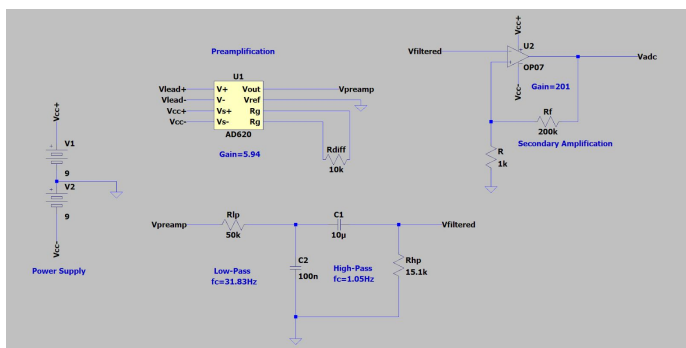 Preamplification
U1
Vlead+ V+ Vout Vpreamp
Vlead- V- Vref
Vcc+ Vs+ Rg
Vcc- Vs- Rg
AD620
Gain=5.94
Rdiff
10k
Vcc+
U2
Vfiltered
OP07
Vadc
Vcc-
Gain=201
Rf
200k
Secondary Amplification
R
1k
Vcc+
V1
9
V2
9
Vcc-
Power Supply
Vpreamp
Rlp
50k
C1
10µ
Vfiltered
C2
100n
Rhp
15.1k
Low-Pass
fc=31.83Hz
High-Pass
fc=1.05Hz